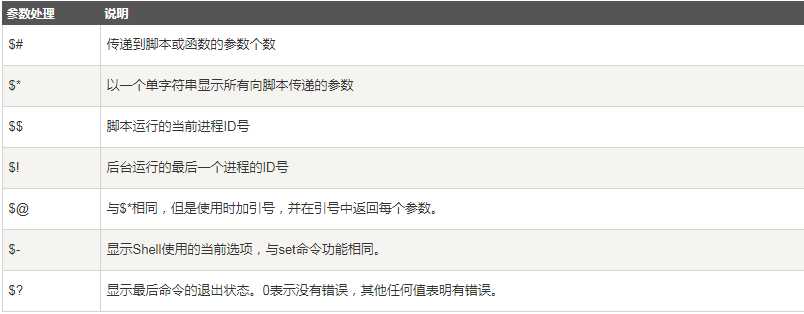 参数处理 说明
$# 传递到脚本或函数的参数个数
$* 以一个单字符串显示所有向脚本传递的参数
$$ 脚本运行的当前进程ID号
$! 后台运行的最后一个进程的ID号
$@ 与$*相同，但是使用时加引号，并在引号中返回每个参数。
$- 显示Shell使用的当前选项，与set命令功能相同。
$? 显示最后命令的退出状态。0表示没有错误，其他任何值表明有错误。